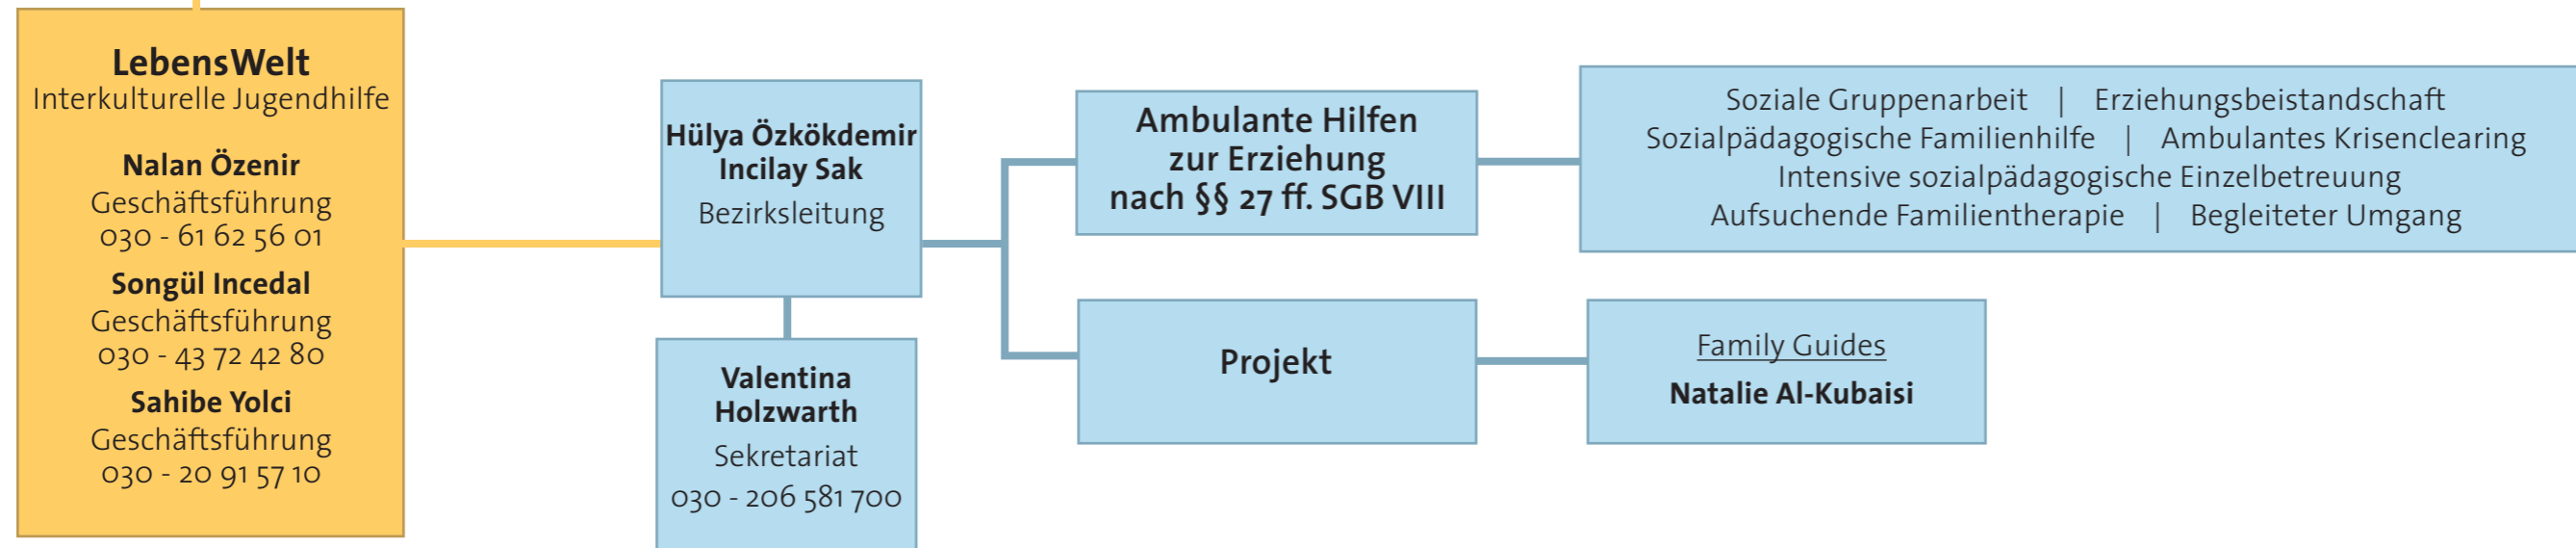 LebensWelt
Interkulturelle Jugendhilfe
Nalan Özenir
Geschäftsführung
030 - 61 62 56 01
Songül Incedal
Geschäftsführung
030 - 43 72 42 80
Sahibe Yolci
Geschäftsführung
030 - 20 91 57 10
Hülya Özkökdemir
Incilay Sak
Bezirksleitung
Valentina
Holzwarth
Sekretariat
030 - 206 581 700
Ambulante Hilfen
zur Erziehung
nach §§ 27 ff. SGB VIII
Soziale Gruppenarbeit | Erziehungsbeistandschaft
Sozialpädagogische Familienhilfe | Ambulantes Krisenclearing
Intensive sozialpädagogische Einzelbetreuung
Aufsuchende Familientherapie | Begleiteter Umgang
Projekt
Family Guides
Natalie Al-Kubaisi